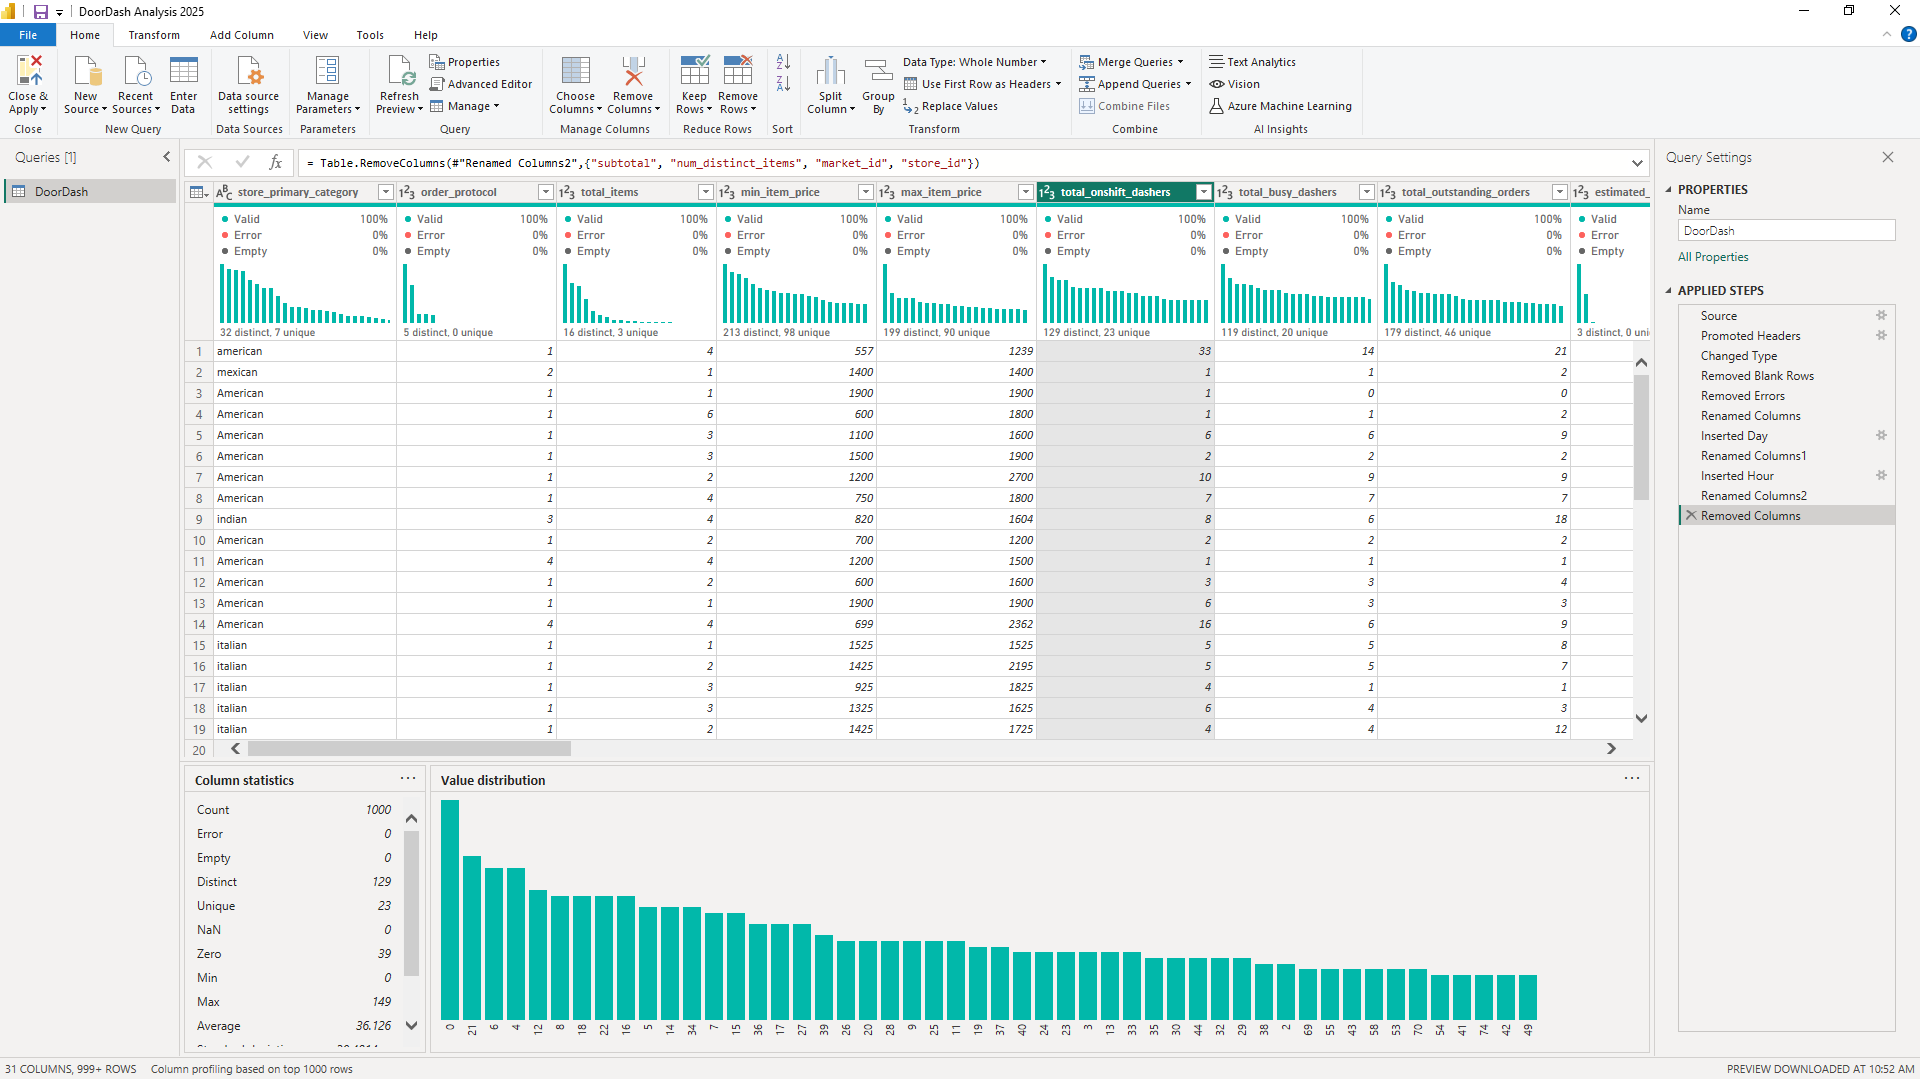 DoorDash Analysis 2025
File Home Transform Add Column View Tools Help
Close & Apply
New Source
Recent Sources
Enter Data
Data source settings
Manage Parameters
Refresh Preview
Properties
Advanced Editor
Manage
Choose Columns
Remove Columns
Keep Rows
Remove Rows
Split Column
Group By
Data Type: Whole Number
Use First Row as Headers
Replace Values
Merge Queries
Append Queries
Combine Files
Text Analytics
Vision
Azure Machine Learning
Close New Query Data Sources Parameters Query Manage Columns Reduce Rows Sort Transform Combine AI Insights
Queries [1]
DoorDash
= Table.RemoveColumns(#"Renamed Columns2",{"subtotal", "num_distinct_items", "market_id", "store_id"})
store_primary_category order_protocol total_items min_item_price max_item_price total_onshift_dashers total_busy_dashers total_outstanding_orders estimated_
Valid 100% Valid 100% Valid 100% Valid 100% Valid 100% Valid 100% Valid 100% Valid 100% Valid
Error 0% Error 0% Error 0% Error 0% Error 0% Error 0% Error 0% Error 0% Error
Empty 0% Empty 0% Empty 0% Empty 0% Empty 0% Empty 0% Empty 0% Empty 0% Empty
32 distinct, 7 unique 5 distinct, 0 unique 16 distinct, 3 unique 213 distinct, 98 unique 199 distinct, 90 unique 129 distinct, 23 unique 119 distinct, 20 unique 179 distinct, 46 unique 3 distinct, 0 uni
1 american 1 4 557 1239 33 14 21
2 mexican 2 1 1400 1400 1 1 2
3 American 1 1 1900 1900 1 0 0
4 American 1 6 600 1800 1 1 2
5 American 1 3 1100 1600 6 6 9
6 American 1 3 1500 1900 2 2 2
7 American 1 2 1200 2700 10 9 9
8 American 1 4 750 1800 7 7 7
9 indian 3 4 820 1604 8 6 18
10 American 1 2 700 1200 2 2 2
11 American 4 4 1200 1500 1 1 1
12 American 1 2 600 1600 3 3 4
13 American 1 1 1900 1900 6 3 3
14 American 4 4 699 2362 16 6 9
15 italian 1 1 1525 1525 5 5 8
16 italian 1 2 1425 2195 5 5 7
17 italian 1 3 925 1825 4 1 1
18 italian 1 3 1325 1625 6 4 3
19 italian 1 2 1425 1725 4 4 12
20
Column statistics
Count 1000
Error 0
Empty 0
Distinct 129
Unique 23
NaN 0
Zero 39
Min 0
Max 149
Average 36.126
Value distribution
0 21 6 4 12 8 18 22 16 5 14 34 7 15 36 17 27 39 26 20 28 9 25 11 19 37 40 24 23 3 13 33 35 30 44 32 29 38 2 69 55 43 58 53 70 54 41 74 42 49
Query Settings
PROPERTIES
Name
DoorDash
All Properties
APPLIED STEPS
Source
Promoted Headers
Changed Type
Removed Blank Rows
Removed Errors
Renamed Columns
Inserted Day
Renamed Columns1
Inserted Hour
Renamed Columns2
Removed Columns
31 COLUMNS, 999+ ROWS Column profiling based on top 1000 rows PREVIEW DOWNLOADED AT 10:52 AM